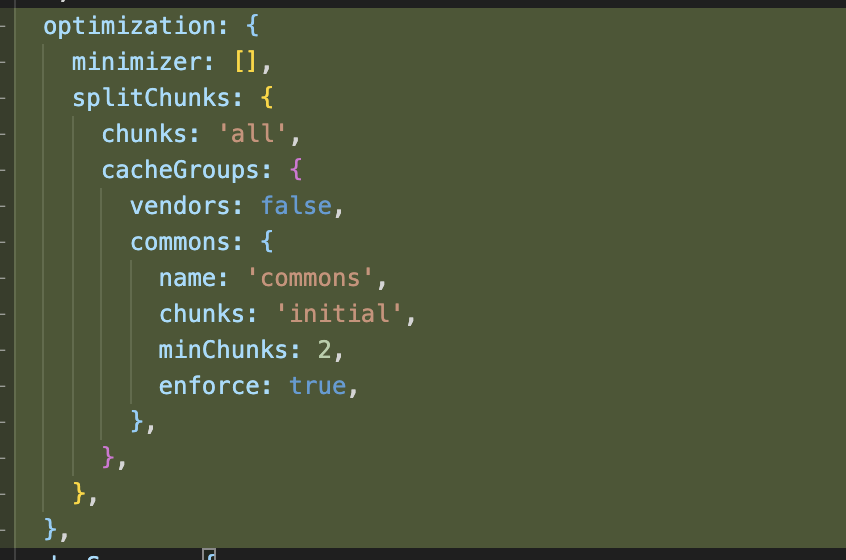 optimization: {
minimizer: [],
splitChunks: {
chunks: 'all',
cacheGroups: {
vendors: false,
commons: {
name: 'commons',
chunks: 'initial',
minChunks: 2,
enforce: true,
},
},
},
},